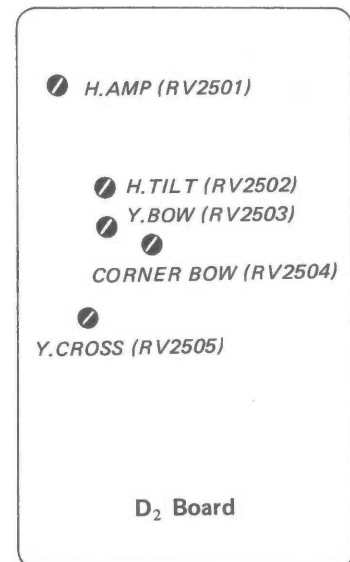 H.AMP (RV2501)
H.TILT (RV2502)
Y.BOW (RV2503)
CORNER BOW (RV2504)
Y.CROSS (RV2505)
D₂ Board